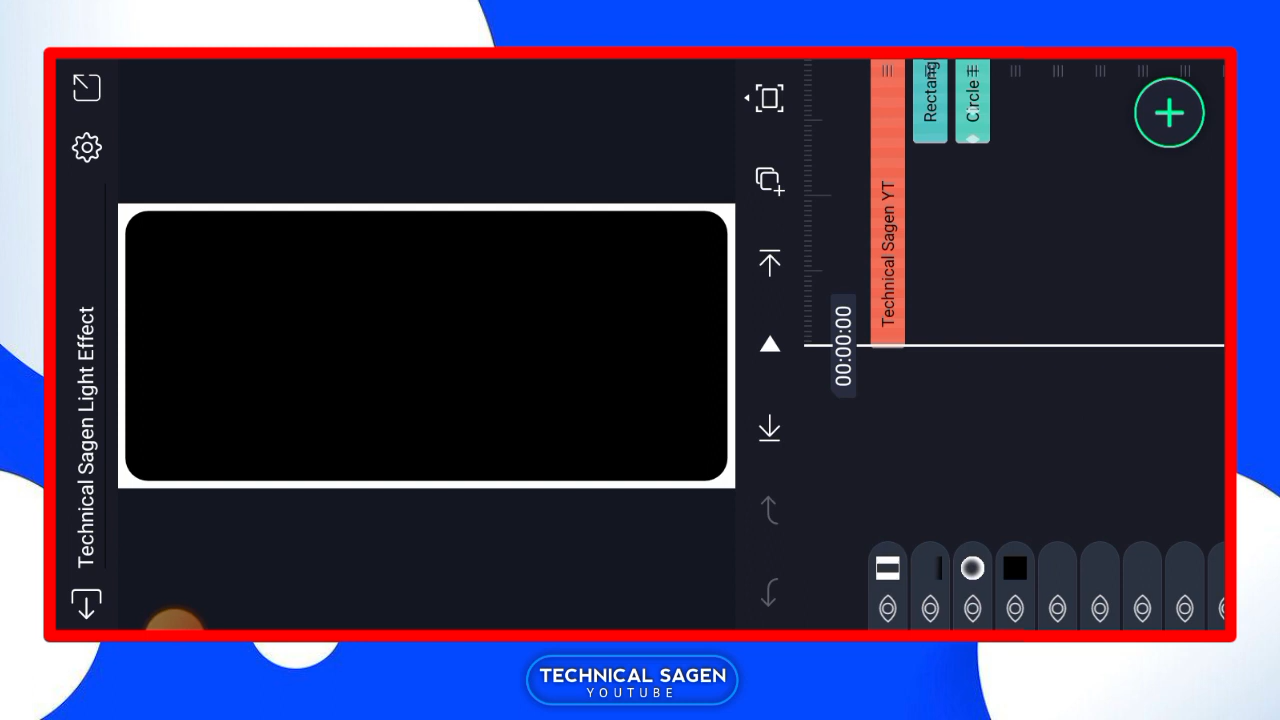 Technical Sagen Light Effect
00:00:00
Technical Sagen YT
Rectang
Circle
TECHNICAL SAGEN
YOUTUBE